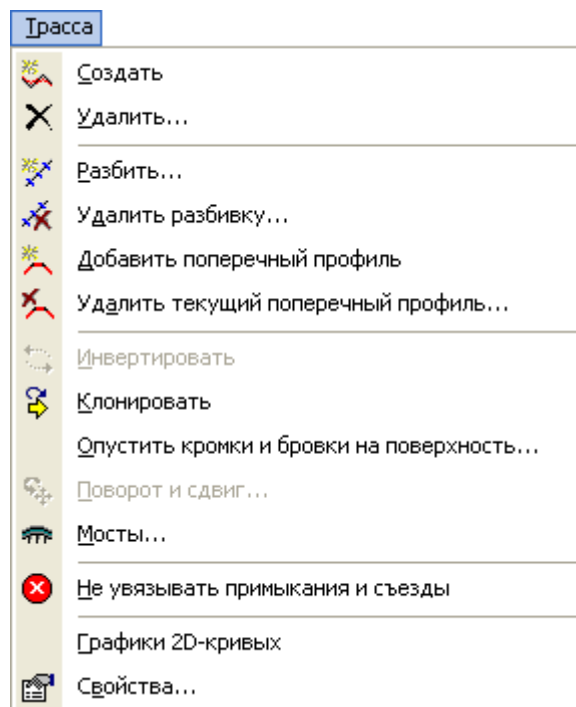 Трасса
Создать
Удалить...
Разбить...
Удалить разбивку...
Добавить поперечный профиль
Удалить текущий поперечный профиль...
Инвертировать
Клонировать
Опустить кромки и бровки на поверхность...
Поворот и сдвиг...
Мосты...
Не увязывать примыкания и съезды
Графики 2D-кривых
Свойства...